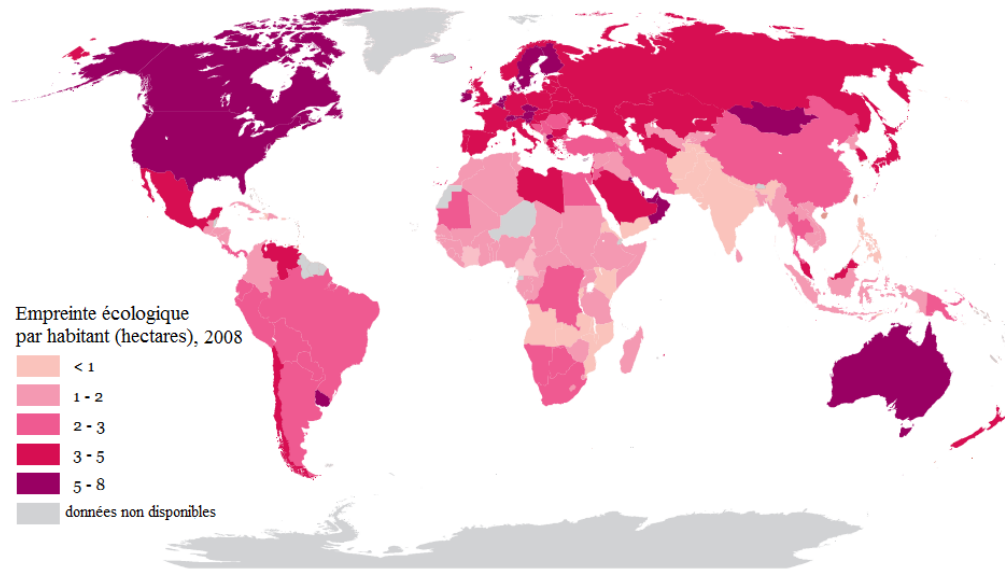 Empreinte écologique
par habitant (hectares), 2008
< 1
1 - 2
2 - 3
3 - 5
5 - 8
données non disponibles